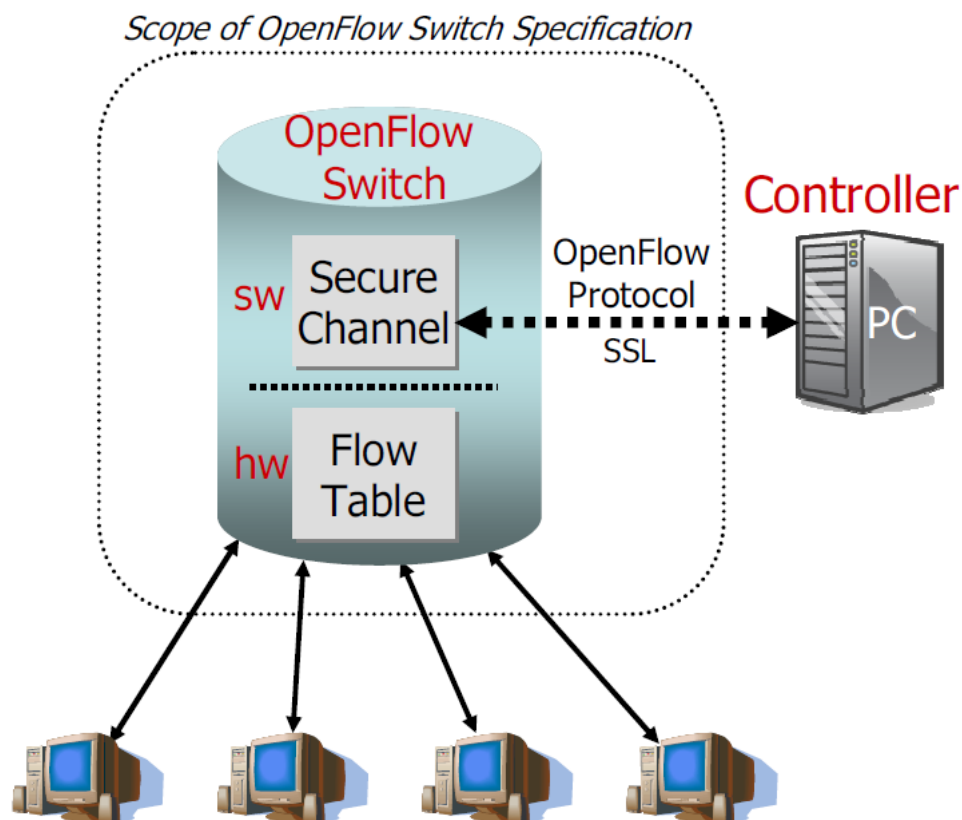 Scope of OpenFlow Switch Specification
OpenFlow
Switch
Controller
sw
Secure
Channel
OpenFlow
Protocol
SSL
PC
hw
Flow
Table